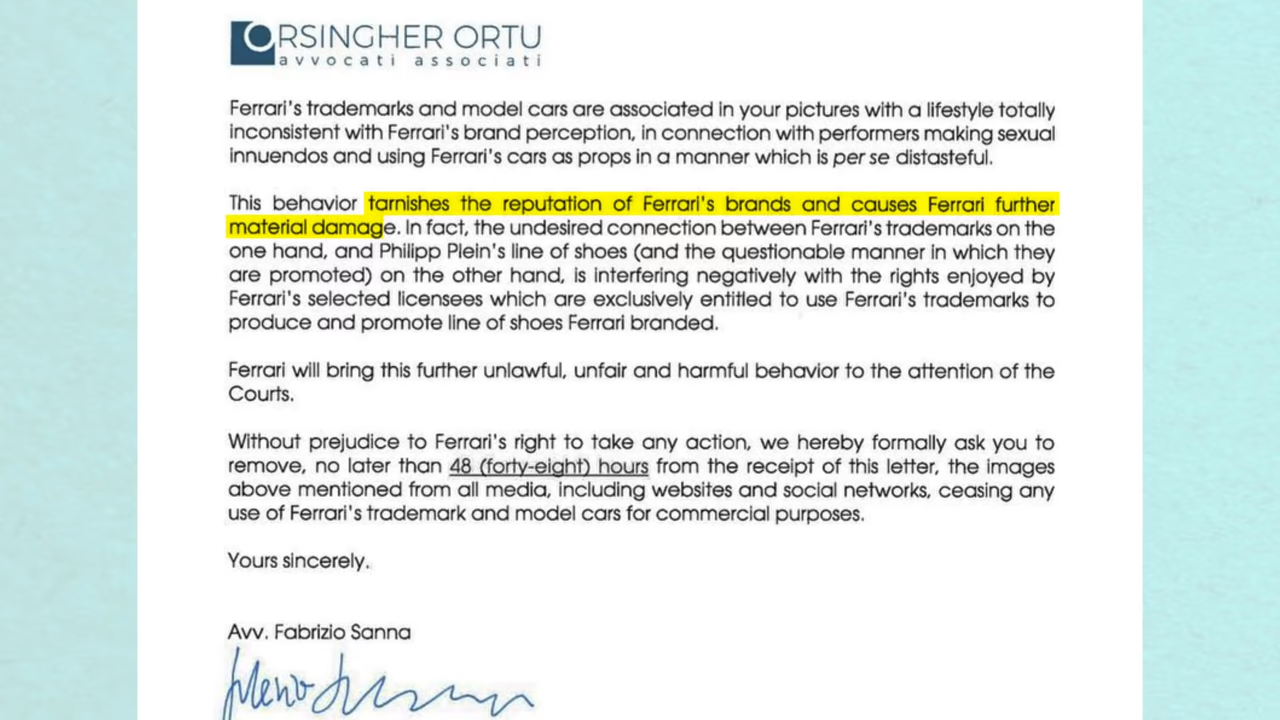 ORSINGHER ORTU
avvocati associati
Ferrari's trademarks and model cars are associated in your pictures with a lifestyle totally
inconsistent with Ferrari's brand perception, in connection with performers making sexual
innuendos and using Ferrari's cars as props in a manner which is per se distasteful.
This behavior tarnishes the reputation of Ferrari's brands and causes Ferrari further
material damage. In fact, the undesired connection between Ferrari's trademarks on the
one hand, and Philipp Plein's line of shoes (and the questionable manner in which they
are promoted) on the other hand, is interfering negatively with the rights enjoyed by
Ferrari's selected licensees which are exclusively entitled to use Ferrari's trademarks to
produce and promote line of shoes Ferrari branded.
Ferrari will bring this further unlawful, unfair and harmful behavior to the attention of the
Courts.
Without prejudice to Ferrari's right to take any action, we hereby formally ask you to
remove, no later than 48 (forty-eight) hours from the receipt of this letter, the images
above mentioned from all media, including websites and social networks, ceasing any
use of Ferrari's trademark and model cars for commercial purposes.
Yours sincerely.
Avv. Fabrizio Sanna